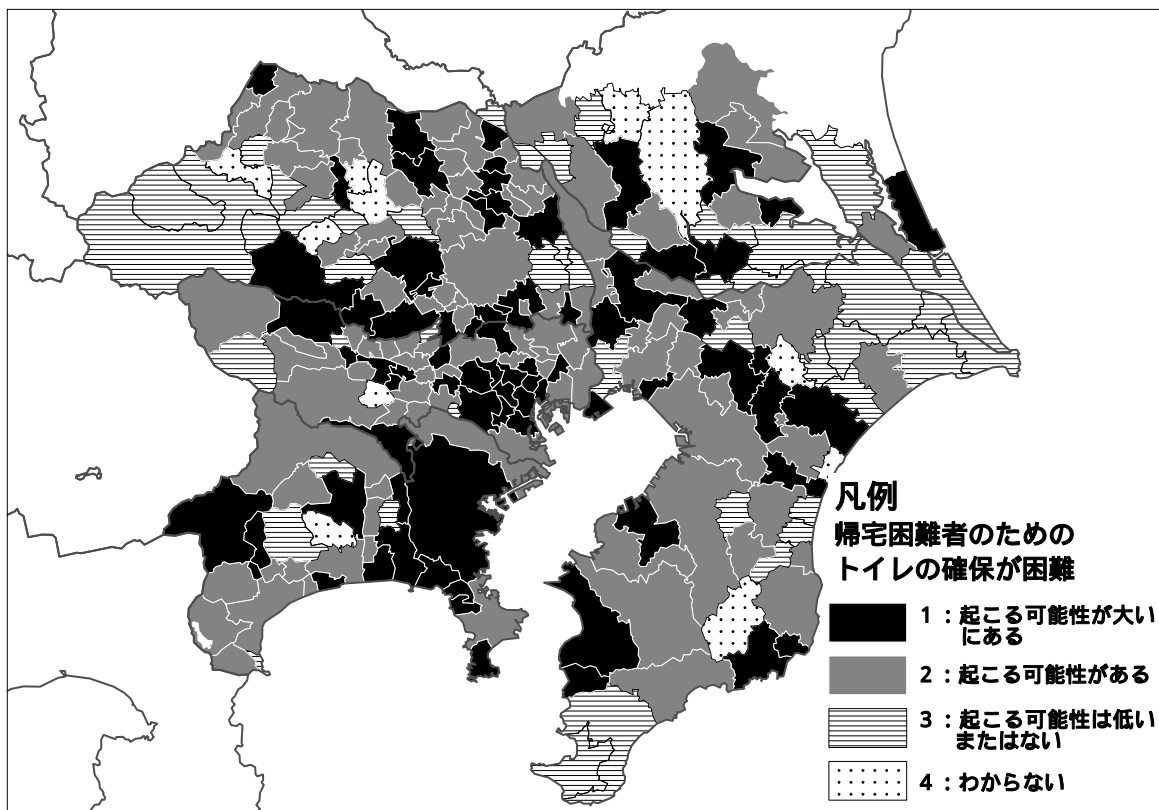 凡例
帰宅困難者のための
トイレの確保が困難
1：起こる可能性が大い
にある
2：起こる可能性がある
3：起こる可能性は低い
またはない
4：わからない